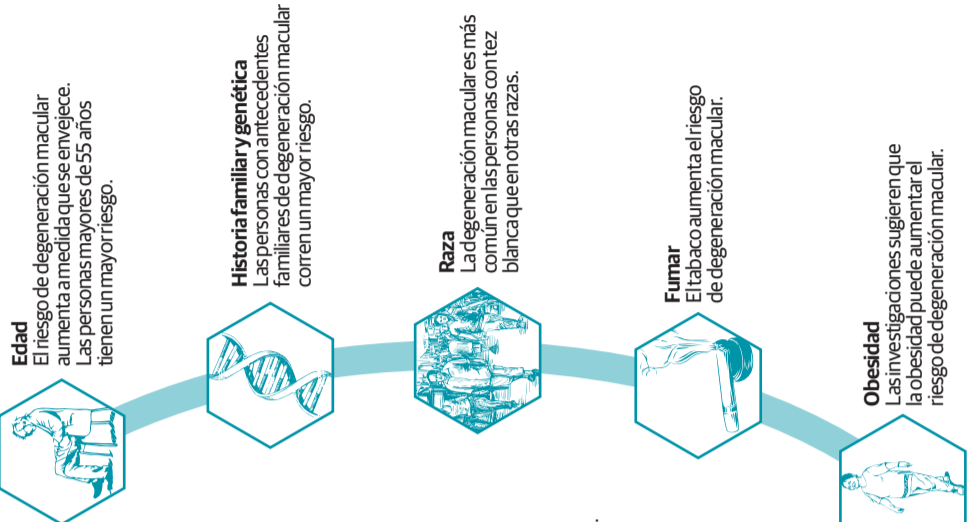 Edad
El riesgo de degeneración macular
aumenta a medida que se envejece.
Las personas mayores de 55 años
tienen un mayor riesgo.
Historia familiar y genética
Las personas con antecedentes
familiares de degeneración macular
corren un mayor riesgo.
Raza
La degeneración macular es más
común en las personas con tez
blanca que en otras razas.
Fumar
El tabaco aumenta el riesgo
de degeneración macular.
Obesidad
Las investigaciones sugieren que
la obesidad puede aumentar el
riesgo de degeneración macular.